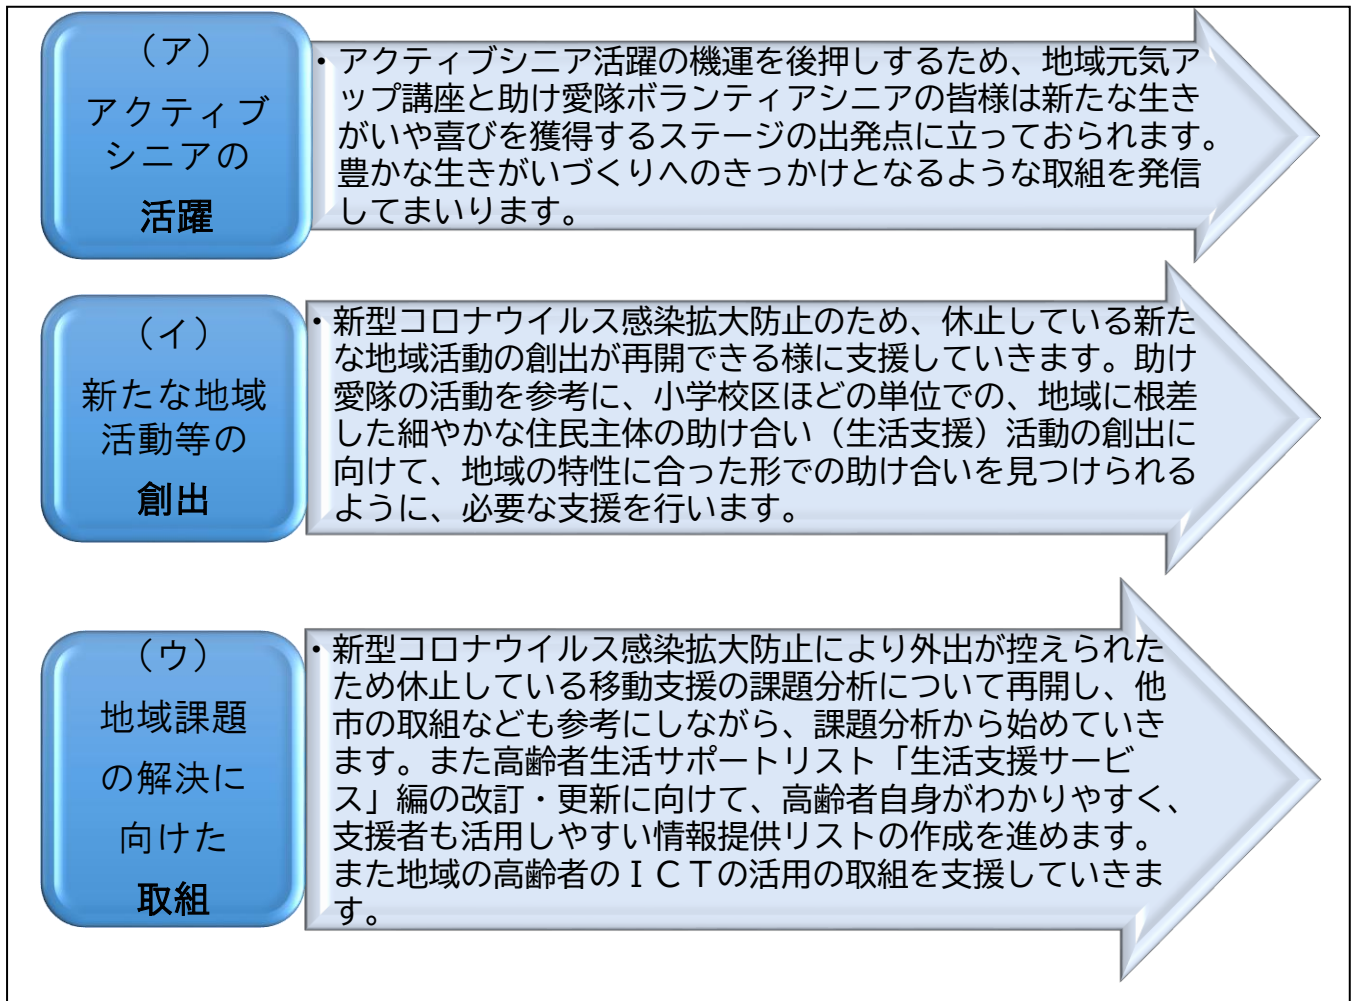 （ア）
アクティブ
シニアの
活躍
・アクティブシニア活躍の機運を後押しするため、地域元気ア
ップ講座と助け愛隊ボランティアシニアの皆様は新たな生き
がいや喜びを獲得するステージの出発点に立っておられます。
豊かな生きがいづくりへのきっかけとなるような取組を発信
してまいります。
（イ）
新たな地域
活動等の
創出
・新型コロナウイルス感染拡大防止のため、休止している新た
な地域活動の創出が再開できる様に支援していきます。助け
愛隊の活動を参考に、小学校区ほどの単位での、地域に根差
した細やかな住民主体の助け合い（生活支援）活動の創出に
向けて、地域の特性に合った形での助け合いを見つけられる
ように、必要な支援を行います。
（ウ）
地域課題
の解決に
向けた
取組
・新型コロナウイルス感染拡大防止により外出が控えられた
ため休止している移動支援の課題分析について再開し、他
市の取組なども参考にしながら、課題分析から始めていき
ます。また高齢者生活サポートリスト「生活支援サービ
ス」編の改訂・更新に向けて、高齢者自身がわかりやすく、
支援者も活用しやすい情報提供リストの作成を進めます。
また地域の高齢者のＩＣＴの活用の取組を支援していきま
す。